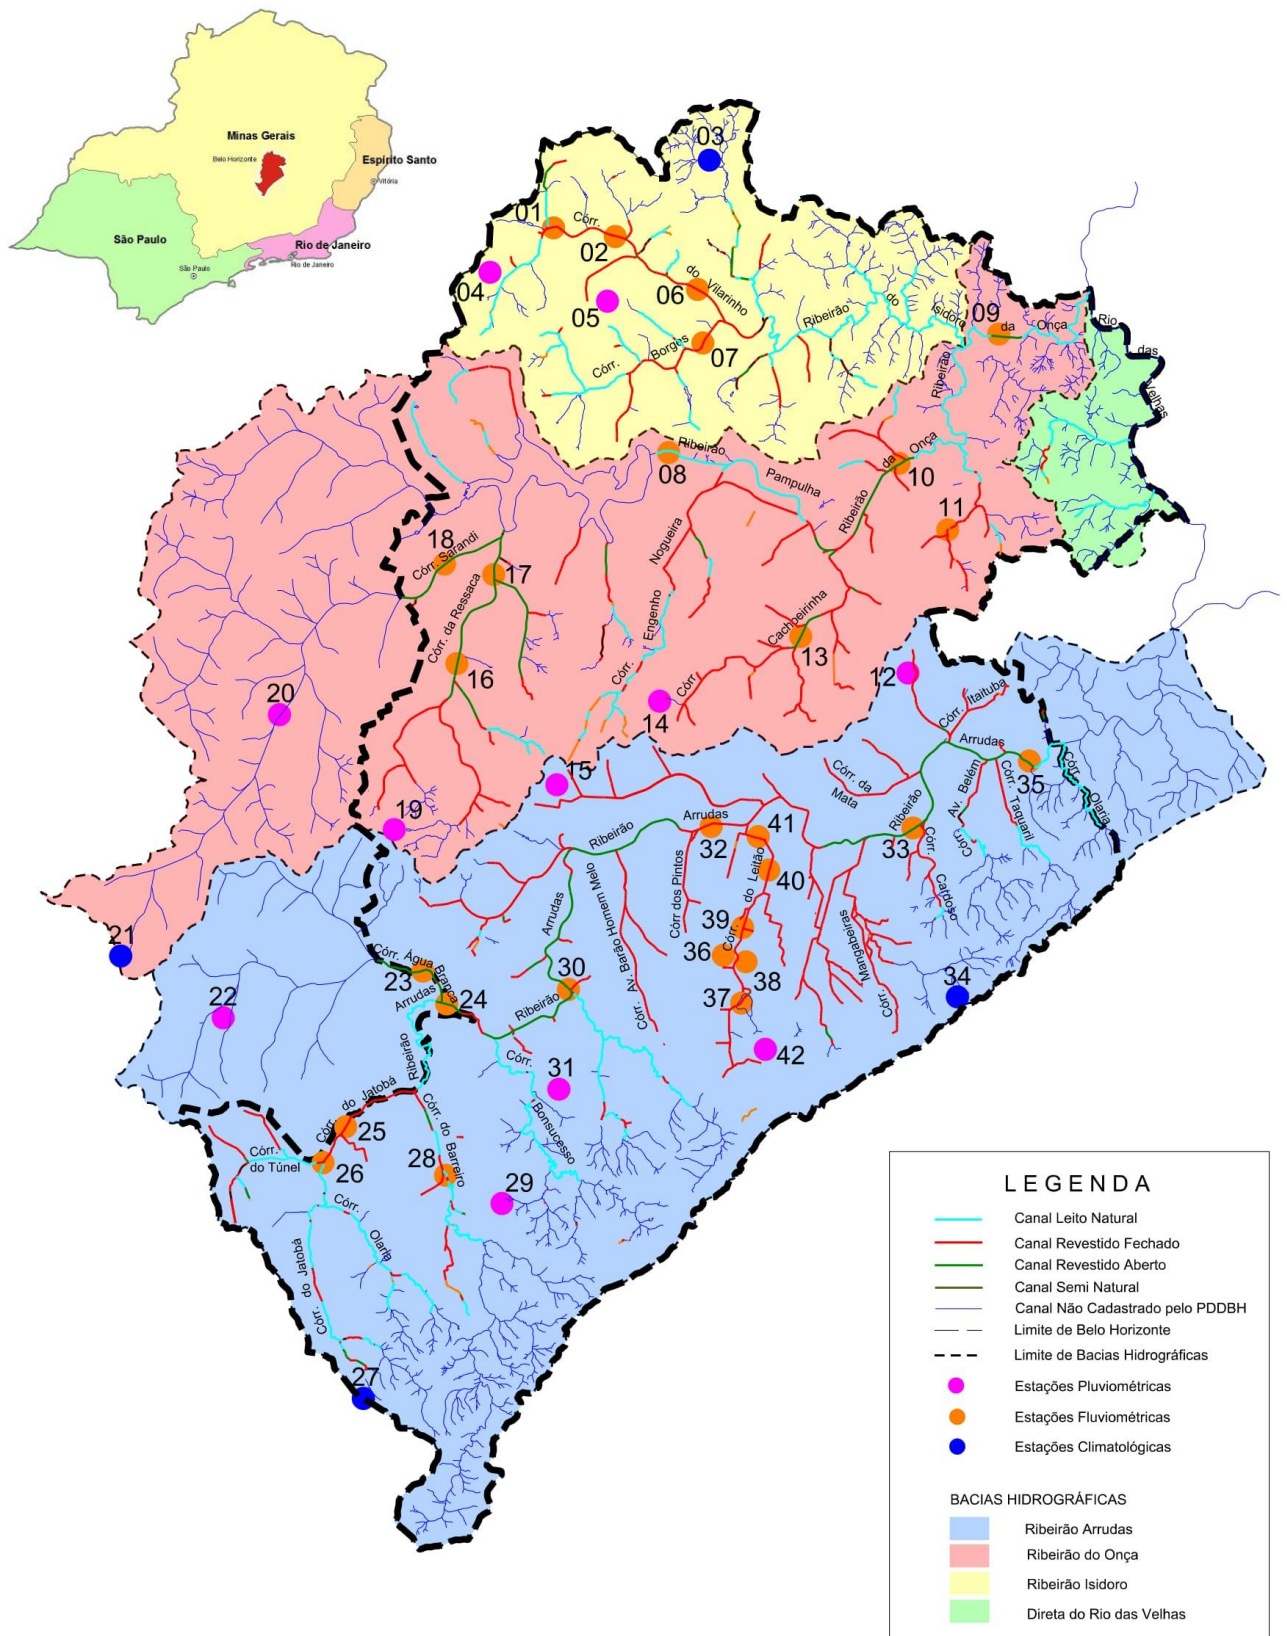 Minas Gerais
Belo Horizonte
Espírito Santo
Vitória
São Paulo
São Paulo
Rio de Janeiro
Rio de Janeiro
03
01
Córr.
02
04
05
06
do Vilarinho
Ribeirão
do
Isidoro
09
da
Onça
Rio
das
Velhas
Córr.
Borges
07
Ribeirão
Ribeirão
08
Pampulha
da Onça
10
Ribeirão
11
18
Córr. Sarandi
17
Córr. da Ressaca
16
Nogueira
Engenho
Córr.
Cachoeirinha
13
Córr.
14
12
Córr. Itaituba
20
15
19
Arrudas
35
Córr.
Olaria
Córr. da
Mata
Av. Belém
Córr.
Córr. Taquaril
Ribeirão
33
Córr. Cardoso
Ribeirão
Arrudas
32
41
40
do Leitão
Córr.
39
36
38
37
42
Córr dos Pintos
Córr. Av. Barão Homem Melo
Arrudas
Mangabeiras
Córr.
34
21
22
Córr. Água Branca
23
Arrudas
24
Ribeirão
30
Ribeirão
Córr.
Bonsucesso
31
Córr. do Jatobá
25
26
Córr.
do Túnel
Córr. do Barreiro
28
29
Córr.
Olaria
Córr. do Jatobá
27
LEGENDA
Canal Leito Natural
Canal Revestido Fechado
Canal Revestido Aberto
Canal Semi Natural
Canal Não Cadastrado pelo PDDBH
Limite de Belo Horizonte
Limite de Bacias Hidrográficas
Estações Pluviométricas
Estações Fluviométricas
Estações Climatológicas
BACIAS HIDROGRÁFICAS
Ribeirão Arrudas
Ribeirão do Onça
Ribeirão Isidoro
Direta do Rio das Velhas